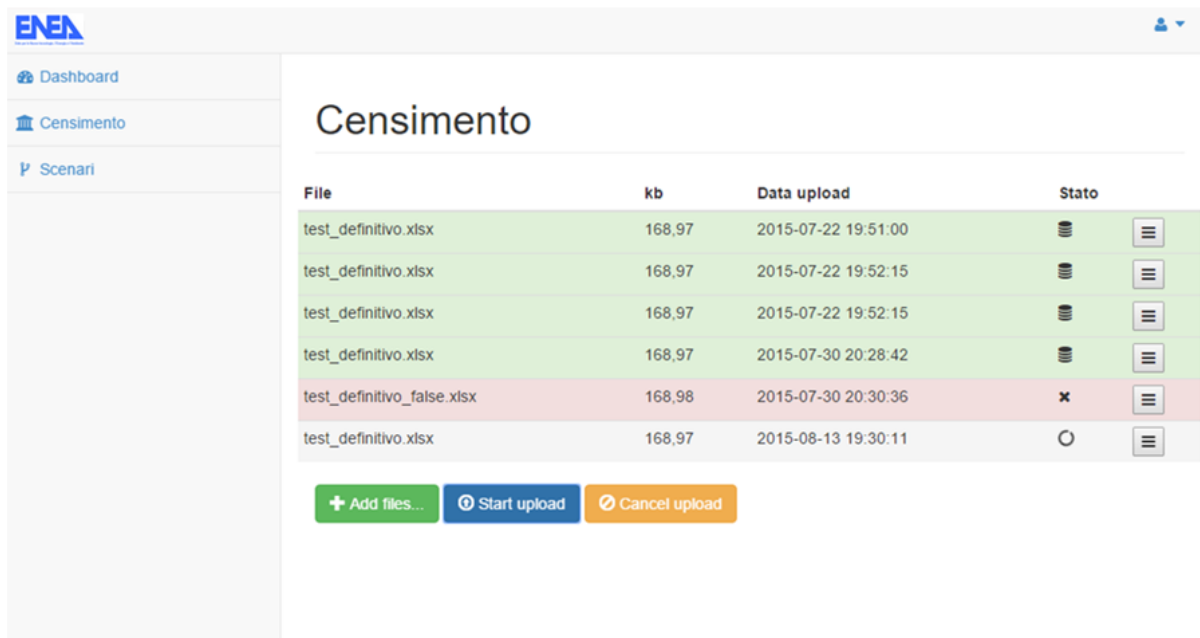 ENEA
Dashboard
Censimento
Scenari
Censimento
File kb Data upload Stato
test_definitivo.xlsx 168,97 2015-07-22 19:51:00
test_definitivo.xlsx 168,97 2015-07-22 19:52:15
test_definitivo.xlsx 168,97 2015-07-22 19:52:15
test_definitivo.xlsx 168,97 2015-07-30 20:28:42
test_definitivo_false.xlsx 168,98 2015-07-30 20:30:36
test_definitivo.xlsx 168,97 2015-08-13 19:30:11
Add files... Start upload Cancel upload